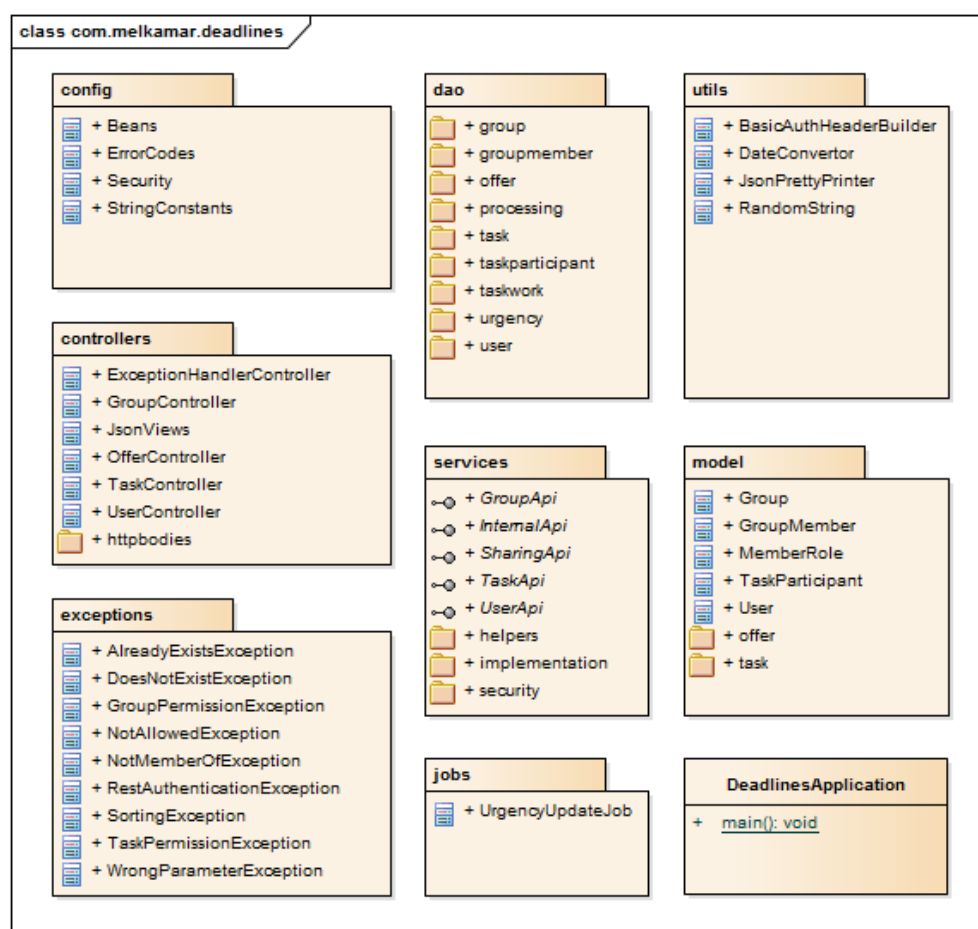 class com.melkamar.deadlines
config
+ Beans
+ ErrorCodes
+ Security
+ StringConstants
dao
+ group
+ groupmember
+ offer
+ processing
+ task
+ taskparticipant
+ taskwork
+ urgency
+ user
utils
+ BasicAuthHeaderBuilder
+ DateConvertor
+ JsonPrettyPrinter
+ RandomString
controllers
+ ExceptionHandlerController
+ GroupController
+ JsonViews
+ OfferController
+ TaskController
+ UserController
+ httpbodies
services
+ GroupApi
+ InternalApi
+ SharingApi
+ TaskApi
+ UserApi
+ helpers
+ implementation
+ security
model
+ Group
+ GroupMember
+ MemberRole
+ TaskParticipant
+ User
+ offer
+ task
exceptions
+ AlreadyExistsException
+ DoesNotExistException
+ GroupPermissionException
+ NotAllowedException
+ NotMemberOfException
+ RestAuthenticationException
+ SortingException
+ TaskPermissionException
+ WrongParameterException
jobs
+ UrgencyUpdateJob
DeadlinesApplication
+ main(): void